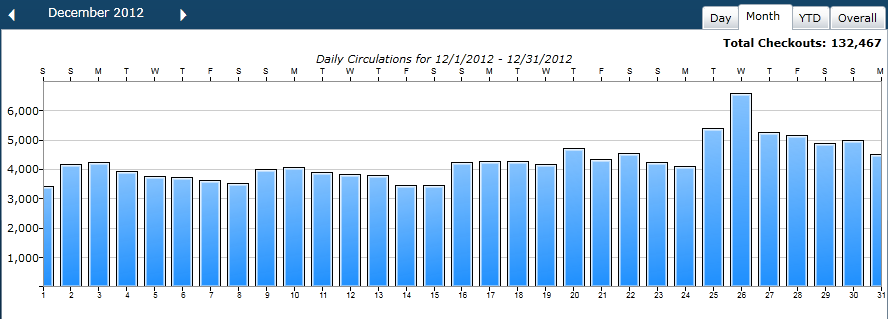 December 2012
Day Month YTD Overall
Total Checkouts: 132,467
Daily Circulations for 12/1/2012 - 12/31/2012
S S M T W T F S S M T W T F S S M T W T F S S M T W T F S S M
6,000
5,000
4,000
3,000
2,000
1,000
1 2 3 4 5 6 7 8 9 10 11 12 13 14 15 16 17 18 19 20 21 22 23 24 25 26 27 28 29 30 31